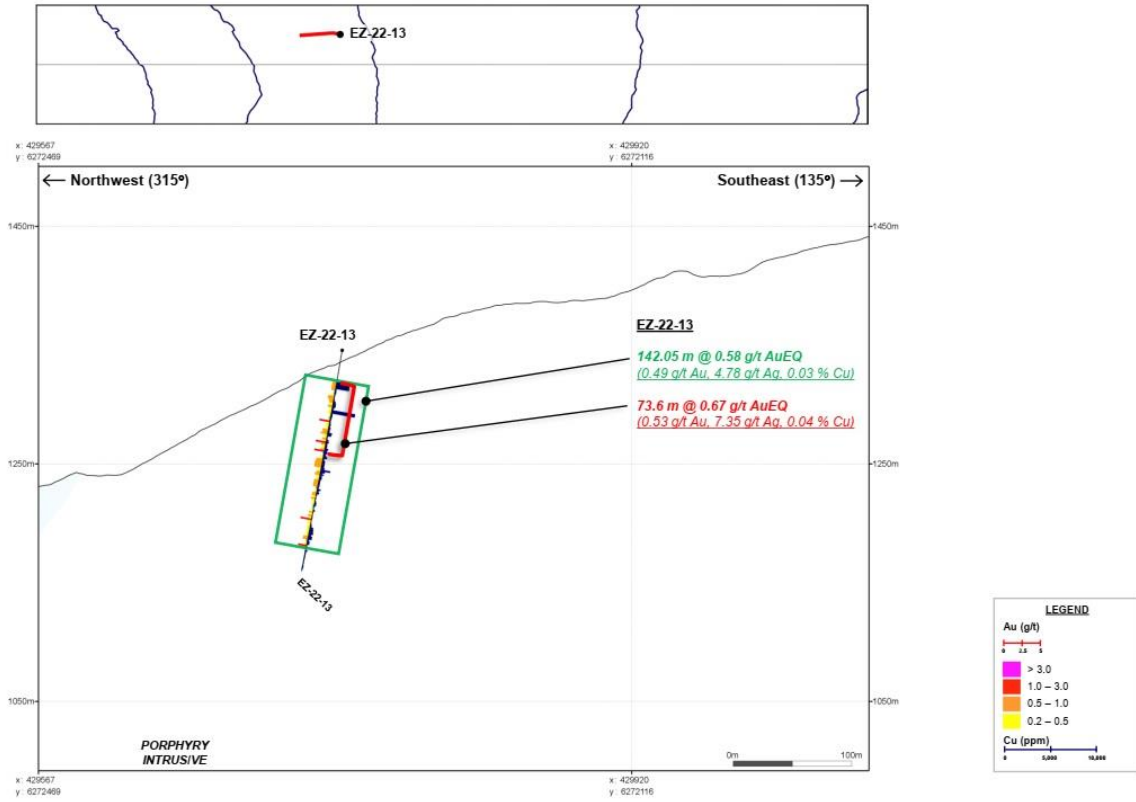 EZ-22-13
x: 429567
y: 6272469
x: 429920
y: 6272116
← Northwest (315º)
Southeast (135º) →
1450m
1450m
EZ-22-13
EZ-22-13
142.05 m @ 0.58 g/t AuEQ
(0.49 g/t Au, 4.78 g/t Ag, 0.03 % Cu)
73.6 m @ 0.67 g/t AuEQ
(0.53 g/t Au, 7.35 g/t Ag, 0.04 % Cu)
1250m
1250m
EZ-22-13
1050m
1050m
PORPHYRY
INTRUSIVE
0m 100m
x: 429567
y: 6272469
x: 429920
y: 6272116
LEGEND
Au (g/t)
0 2.5 5
> 3.0
1.0 – 3.0
0.5 – 1.0
0.2 – 0.5
Cu (ppm)
0 5,000 10,000